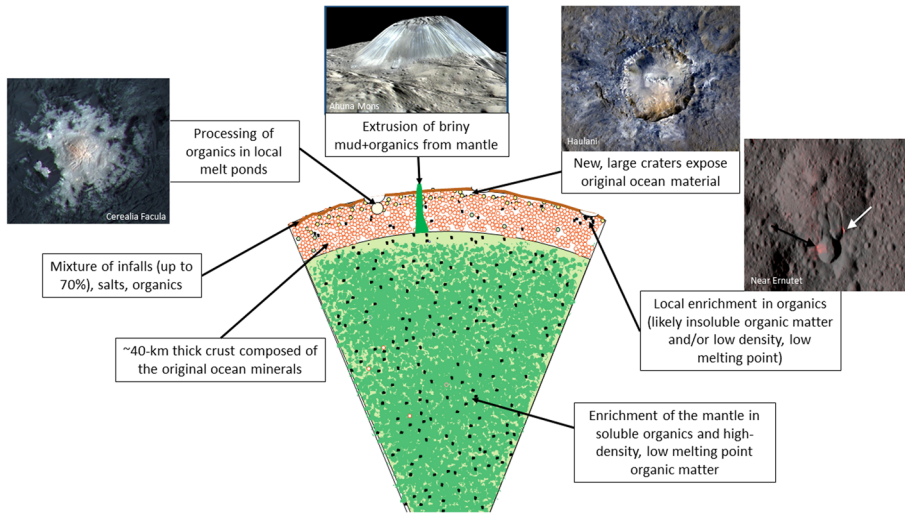 Ahuna Mons
Haulani
Processing of
organics in local
melt ponds
Extrusion of briny
mud+organics from mantle
New, large craters expose
original ocean material
Cerealia Facula
Near Ernutet
Mixture of infalls (up to
70%), salts, organics
Local enrichment in organics
(likely insoluble organic matter
and/or low density, low
melting point)
~40-km thick crust composed of
the original ocean minerals
Enrichment of the mantle in
soluble organics and high-
density, low melting point
organic matter